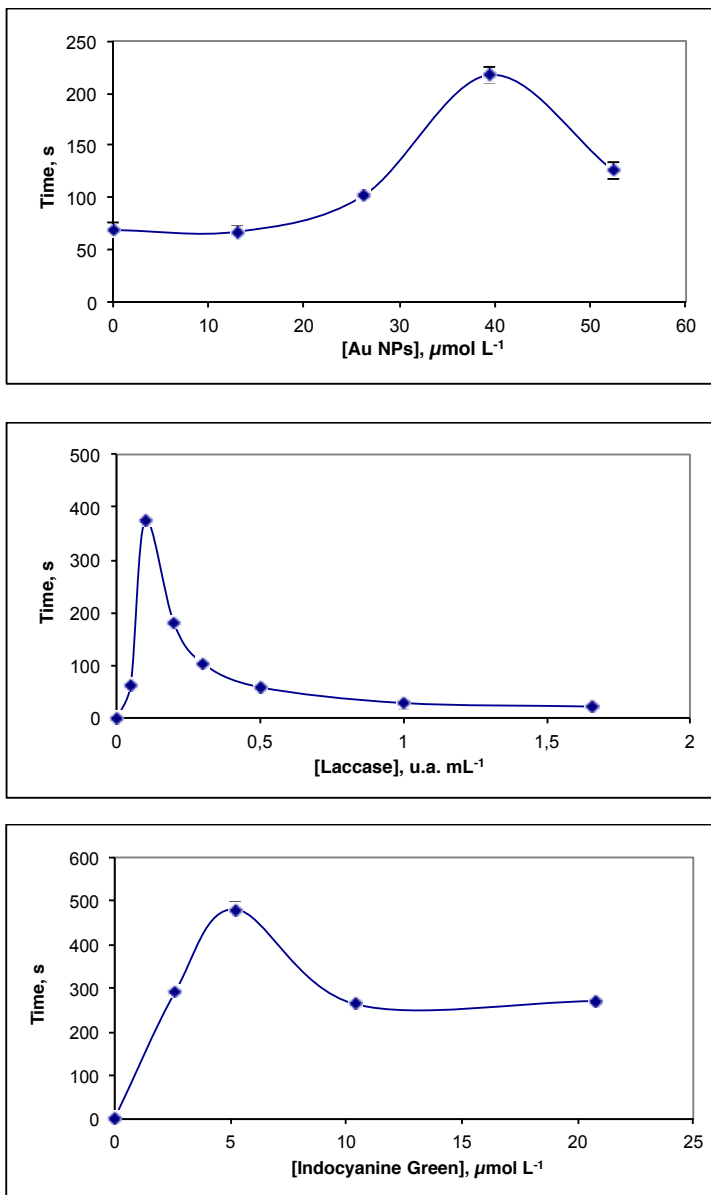 250
200
150
100
50
0
Time, s
0 10 20 30 40 50 60
[Au NPs], µmol L-1
500
400
300
200
100
0
Time, s
0 0,5 1 1,5 2
[Laccase], u.a. mL-1
600
500
400
300
200
100
0
Time, s
0 5 10 15 20 25
[Indocyanine Green], µmol L-1